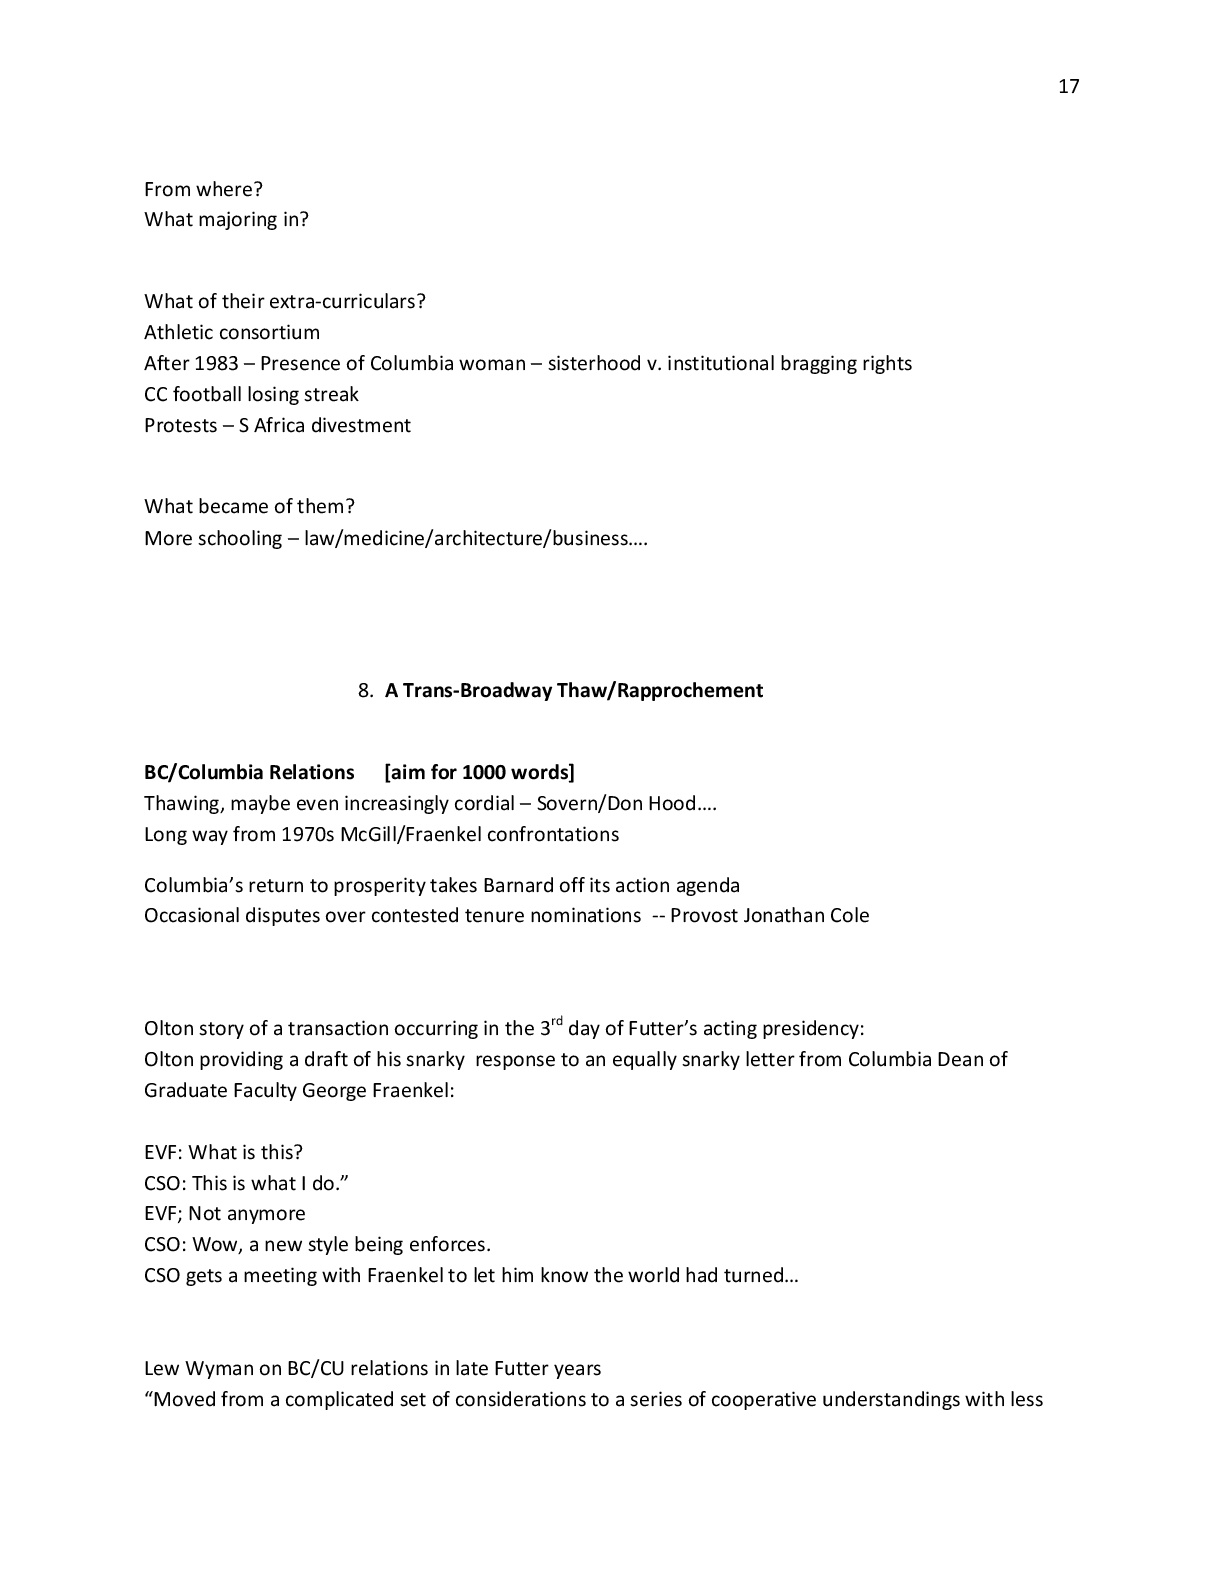 17
From where?
What majoring in?
What of their extra-curriculars?
Athletic consortium
After 1983 – Presence of Columbia woman – sisterhood v. institutional bragging rights
CC football losing streak
Protests – S Africa divestment
What became of them?
More schooling – law/medicine/architecture/business....
8. A Trans-Broadway Thaw/Rapprochement
BC/Columbia Relations [aim for 1000 words]
Thawing, maybe even increasingly cordial – Sovern/Don Hood....
Long way from 1970s McGill/Fraenkel confrontations
Columbia’s return to prosperity takes Barnard off its action agenda
Occasional disputes over contested tenure nominations -- Provost Jonathan Cole
Olton story of a transaction occurring in the 3rd day of Futter’s acting presidency:
Olton providing a draft of his snarky response to an equally snarky letter from Columbia Dean of
Graduate Faculty George Fraenkel:
EVF: What is this?
CSO: This is what I do.”
EVF; Not anymore
CSO: Wow, a new style being enforces.
CSO gets a meeting with Fraenkel to let him know the world had turned...
Lew Wyman on BC/CU relations in late Futter years
“Moved from a complicated set of considerations to a series of cooperative understandings with less